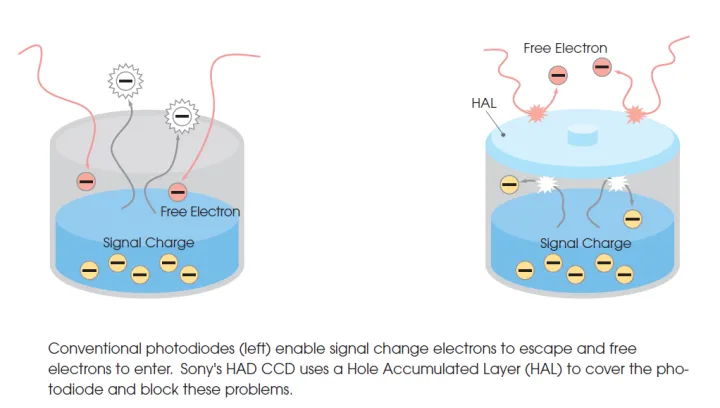 Free Electron
HAL
Free Electron
Signal Charge
Signal Charge
Conventional photodiodes (left) enable signal change electrons to escape and free
electrons to enter. Sony's HAD CCD uses a Hole Accumulated Layer (HAL) to cover the pho-
todiode and block these problems.